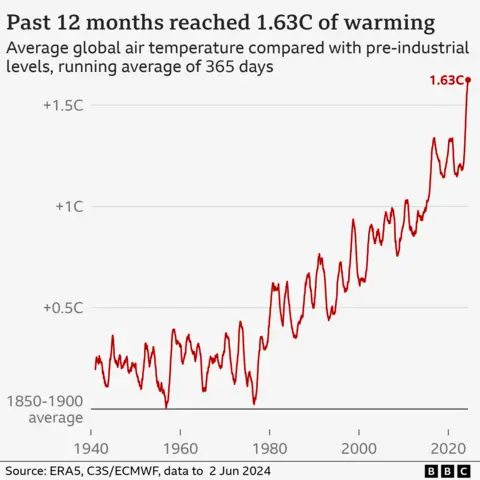 Past 12 months reached 1.63C of warming
Average global air temperature compared with pre-industrial
levels, running average of 365 days
1.63C
+1.5C
+1C
+0.5C
1850-1900
average
1940
1960
1980
2000
2020
Source: ERA5, C3S/ECMWF, data to 2 Jun 2024
BBC